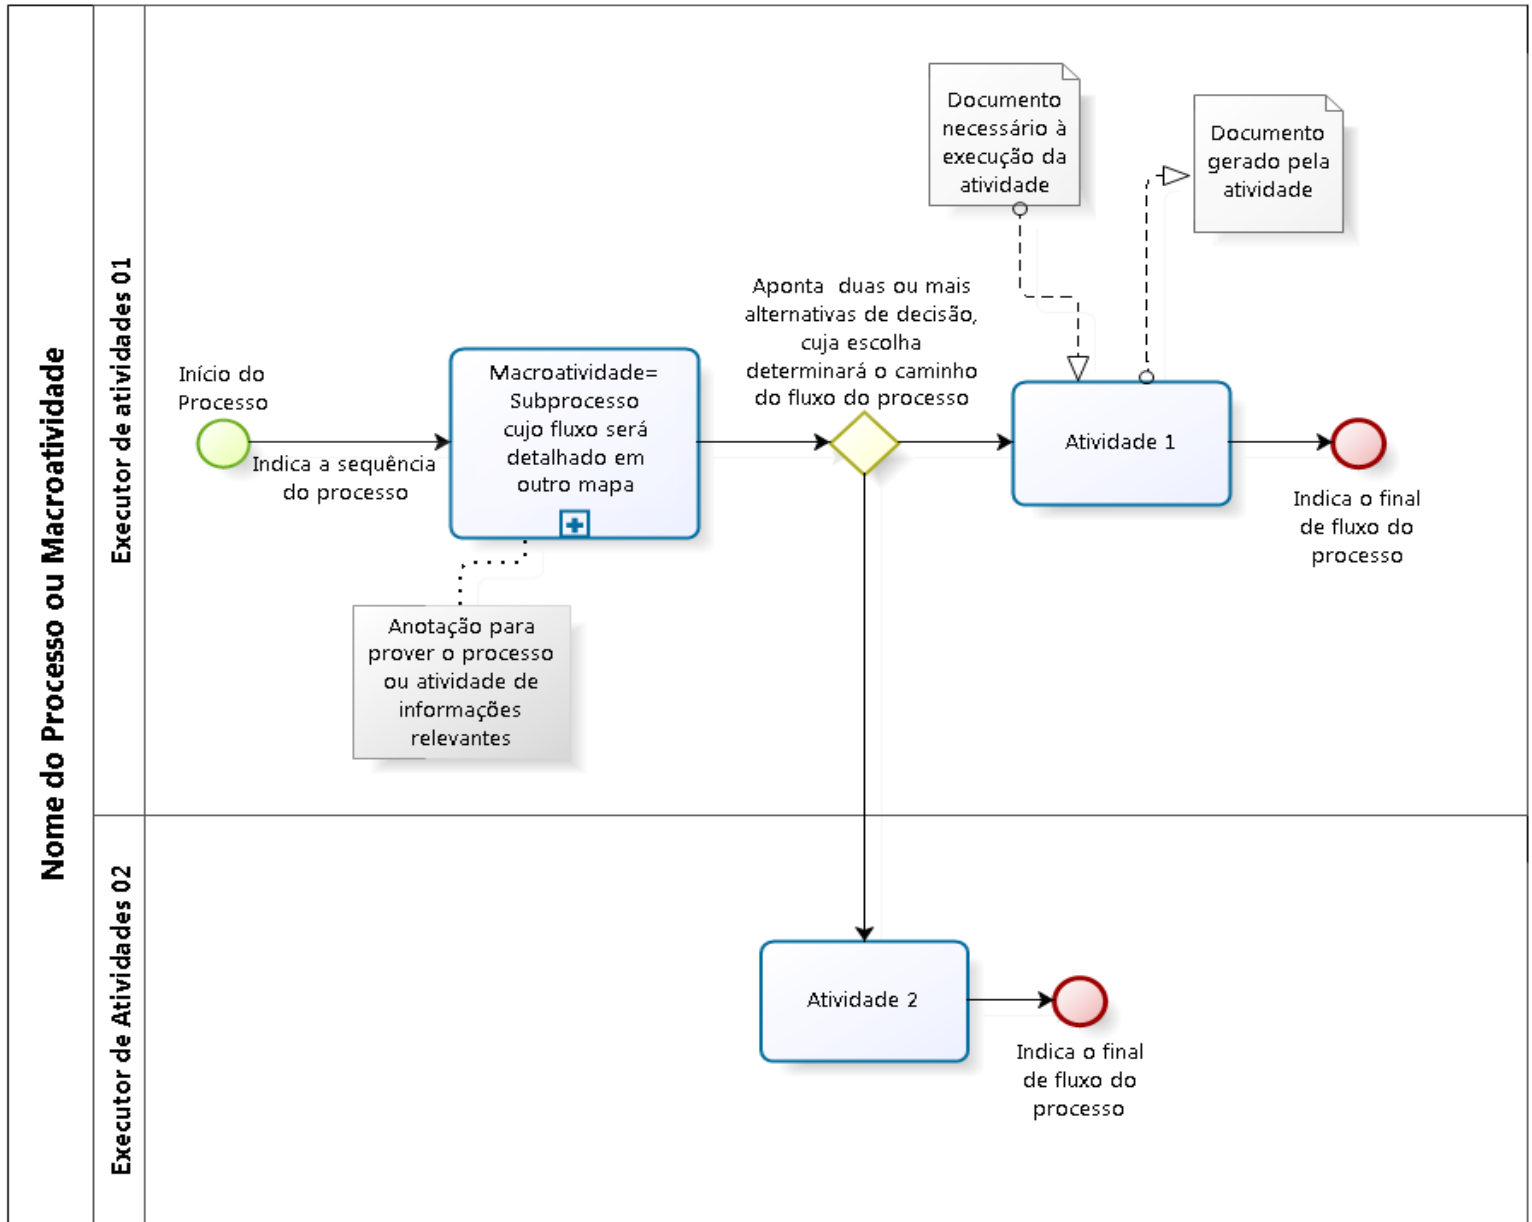 Nome do Processo ou Macroatividade
Executor de atividades 01
Início do
Processo
Indica a sequência
do processo
Macroatividade=
Subprocesso
cujo fluxo será
detalhado em
outro mapa
Anotação para
prover o processo
ou atividade de
informações
relevantes
Aponta  duas ou mais
alternativas de decisão,
cuja escolha
determinará o caminho
do fluxo do processo
Documento
necessário à
execução da
atividade
Documento
gerado pela
atividade
Atividade 1
Indica o final
de fluxo do
processo
Executor de Atividades 02
Atividade 2
Indica o final
de fluxo do
processo